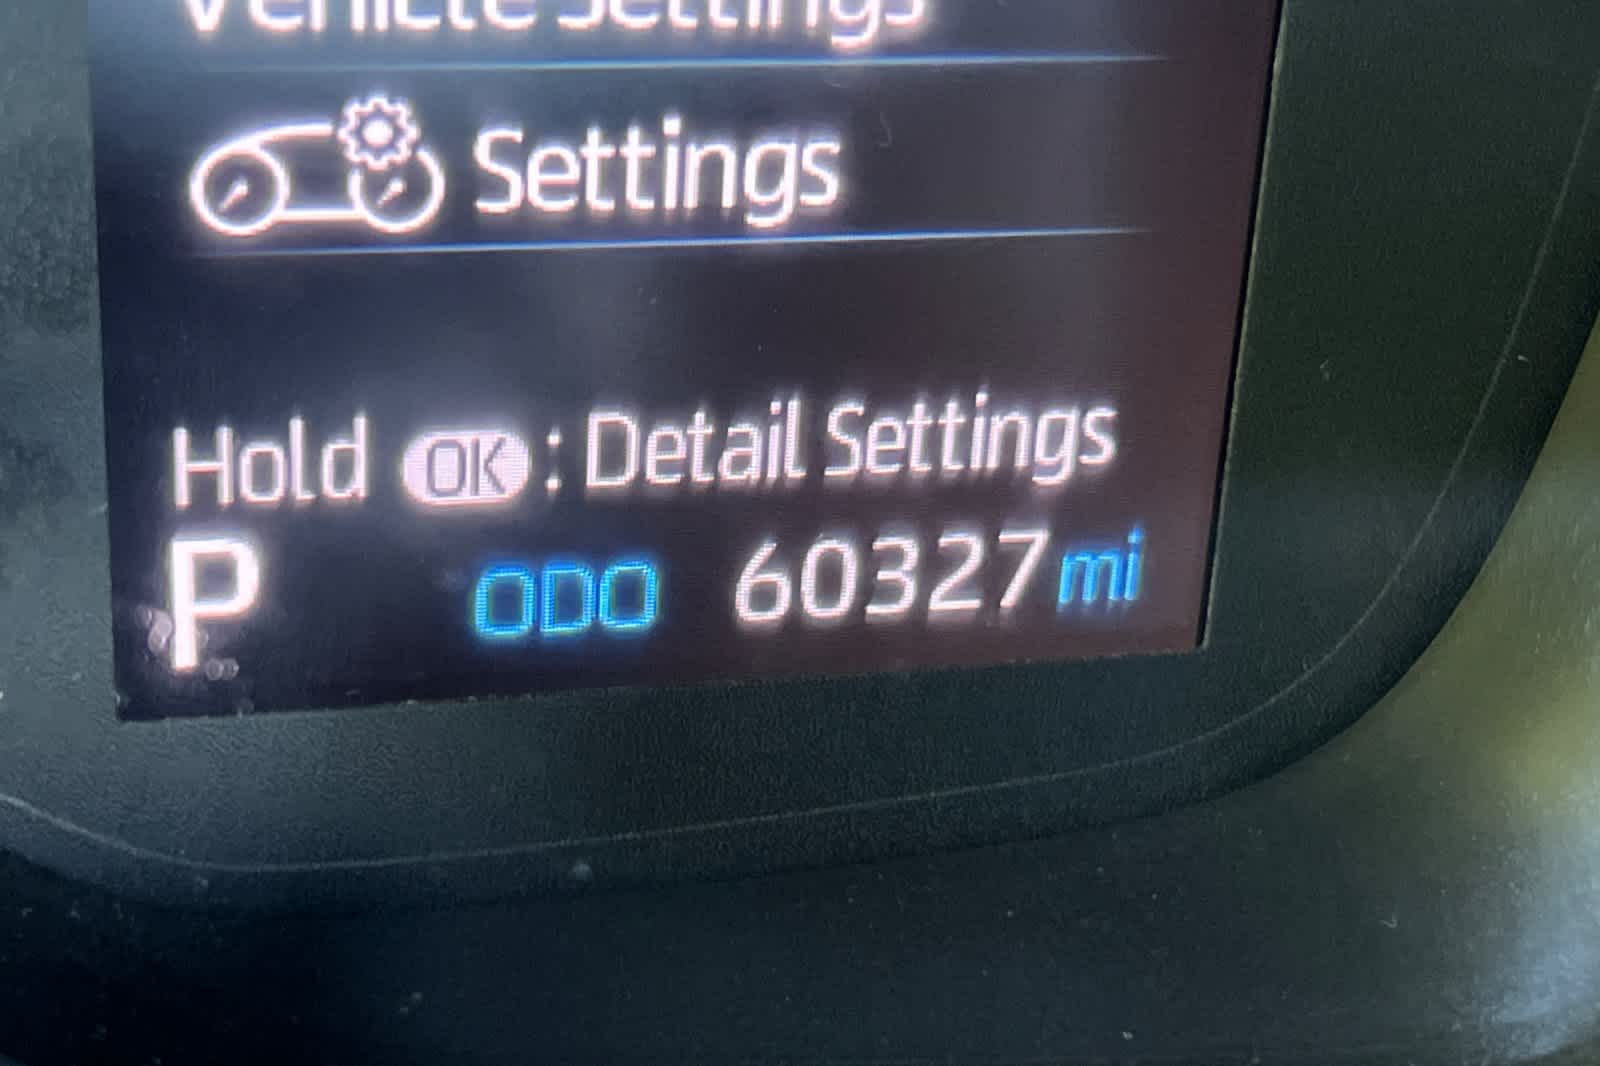 Vehicle Settings
Settings
Hold OK : Detail Settings
P ODO 60327 mi